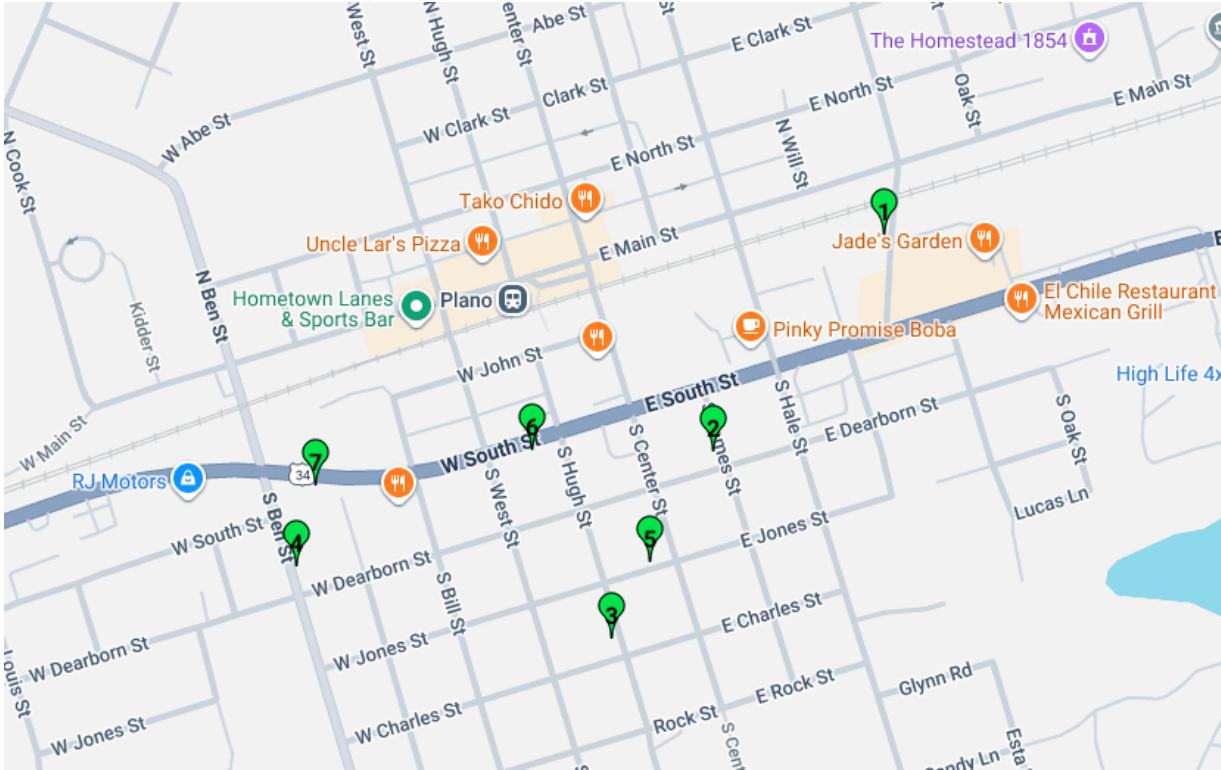 West St
N Hugh St
Center St
Abe St
E Clark St
The Homestead 1854
Oak St
E Main St
Clark St
E North St
W Abe St
W Clark St
E North St
N Will St
N Cook St
Tako Chido
1
Uncle Lar's Pizza
E Main St
Jade's Garden
N Ben St
Hometown Lanes
& Sports Bar
Plano
El Chile Restaurant
Mexican Grill
Kidder St
Pinky Promise Boba
W John St
High Life 4x
E South St
S Hale St
S Oak St
W Main St
6
2
E Dearborn St
W South St
S Center St
7
34
RJ Motors
S Hugh St
S West St
Lucas Ln
W South St
S Ben St
4
5
E Jones St
W Dearborn St
S Bill St
3
E Charles St
W Dearborn St
W Jones St
Louis St
E Rock St
Glynn Rd
W Charles St
Rock St
W Jones St
S Cent
Esta